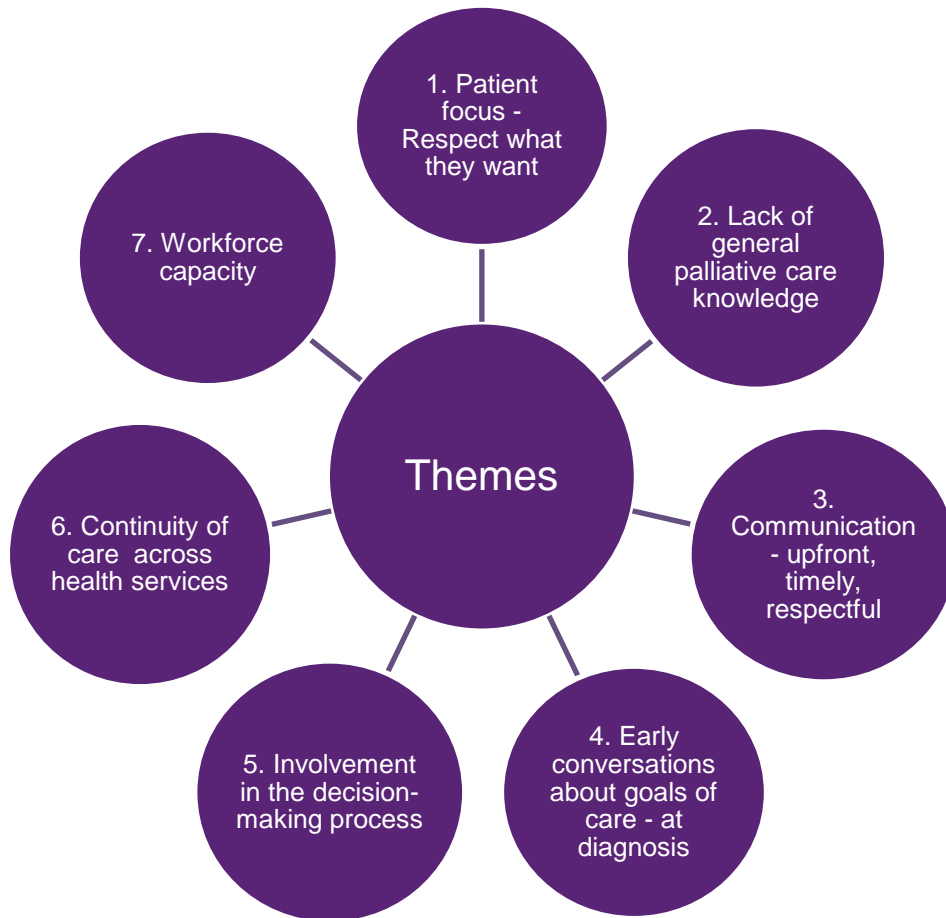 1. Patient
focus -
Respect what
they want
2. Lack of
general
palliative care
knowledge
3.
Communication
- upfront,
timely,
respectful
4. Early
conversations
about goals of
care - at
diagnosis
5. Involvement
in the decision-
making process
6. Continuity of
care across
health services
7. Workforce
capacity
Themes